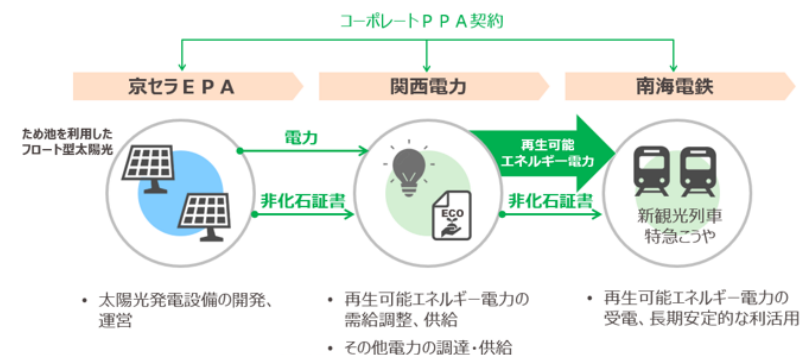 コーポレートＰＰＡ契約
京セラＥＰＡ
関西電力
南海電鉄
ため池を利用した
フロート型太陽光
電力
非化石証書
ECO
再生可能
エネルギー電力
非化石証書
新観光列車
特急こうや
• 太陽光発電設備の開発、
運営
• 再生可能エネルギー電力の
需給調整、供給
• その他電力の調達・供給
• 再生可能エネルギー電力の
受電、長期安定的な利活用